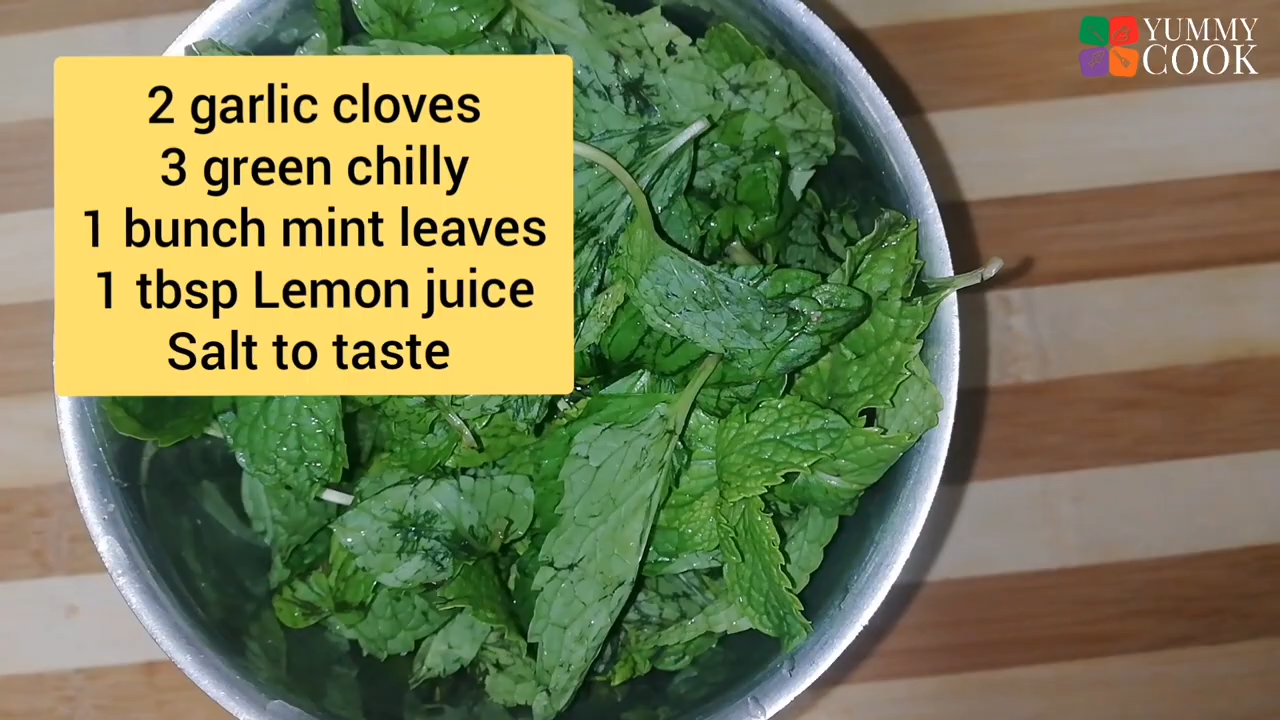 2 garlic cloves
3 green chilly
1 bunch mint leaves
1 tbsp Lemon juice
Salt to taste
YUMMY
COOK